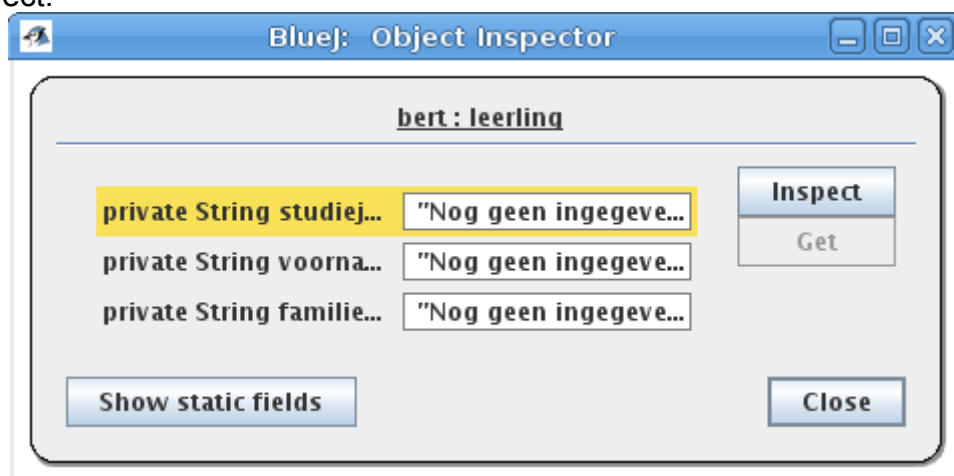 ect.
BlueJ: Object Inspector
bert : leerling
private String studiej... "Nog geen ingegeve...
Inspect
Get
private String voorna... "Nog geen ingegeve...
private String familie... "Nog geen ingegeve...
Show static fields
Close